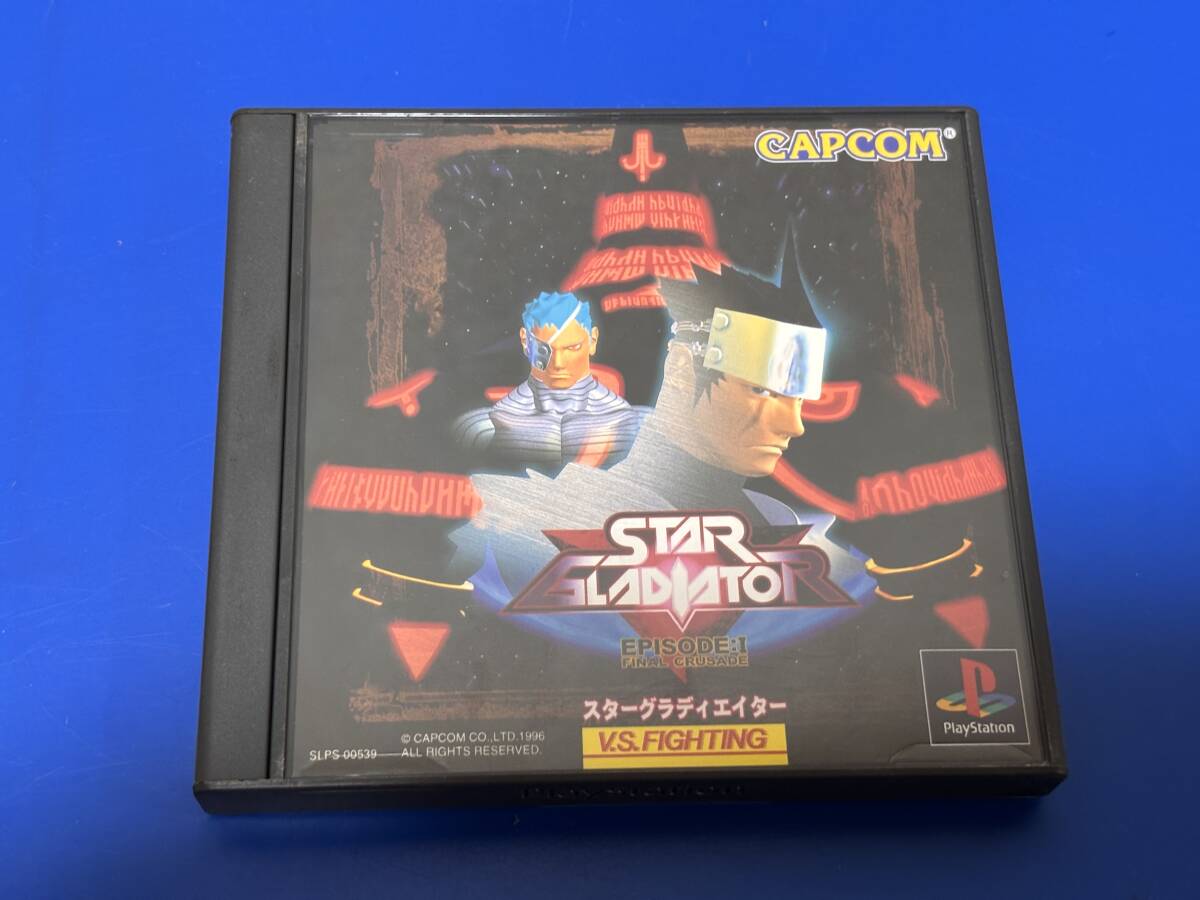 CAPCOM®
STAR
GLADIATOR
EPISODE:I
FINAL CRUSADE
スターグラディエイター
V.S.FIGHTING
© CAPCOM CO.,LTD.1996
ALL RIGHTS RESERVED.
SLPS 00539
PlayStation
PlayStation